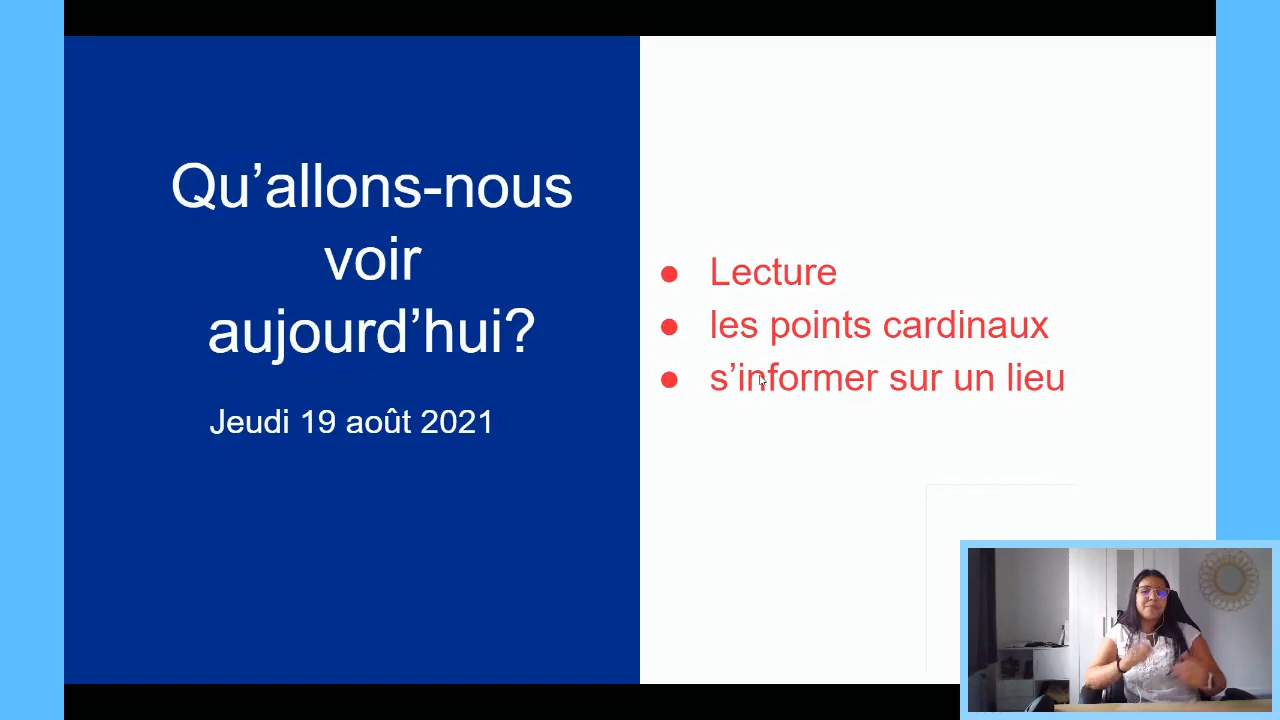 Qu’allons-nous
voir
aujourd’hui?
Jeudi 19 août 2021
● Lecture
● les points cardinaux
● s’informer sur un lieu